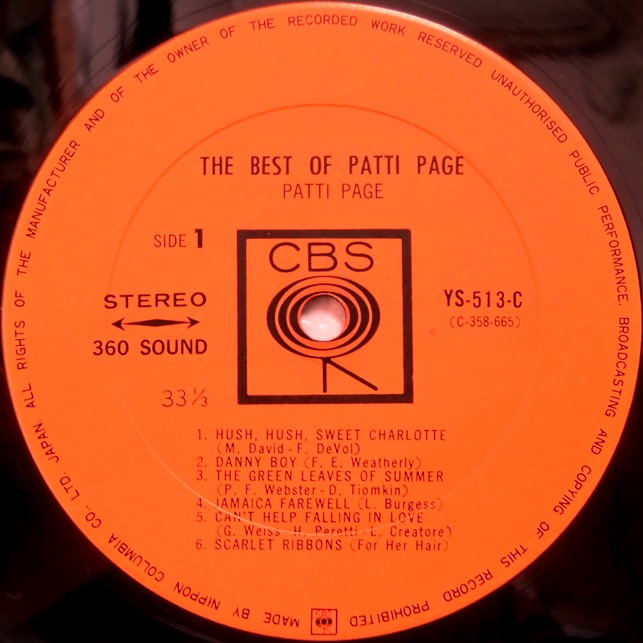 ALL RIGHTS OF THE MANUFACTURER AND OF THE OWNER OF THE RECORDED WORK RESERVED UNAUTHORISED PUBLIC PERFORMANCE, BROADCASTING AND COPYING OF THIS RECORD PROHIBITED
THE BEST OF PATTI PAGE
PATTI PAGE
SIDE 1
CBS
STEREO
360 SOUND
33 1/3
YS-513-C
(C-358-665)
1. HUSH, HUSH, SWEET CHARLOTTE
(M. David - F. DeVol)
2. DANNY BOY (F. E. Weatherly)
3. THE GREEN LEAVES OF SUMMER
(P. F. Webster - D. Tiomkin)
4. JAMAICA FAREWELL (L. Burgess)
5. CAN'T HELP FALLING IN LOVE
(G. Weiss - H. Peretti - L. Creatore)
6. SCARLET RIBBONS (For Her Hair)
MADE BY NIPPON COLUMBIA CO., LTD. JAPAN.